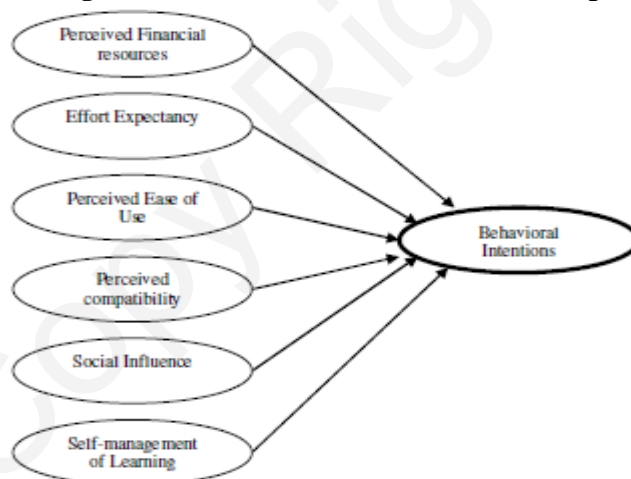 Perceived Financial
resources
Effort Expectancy
Perceived Ease of
Use
Perceived
compatibility
Social Influence
Self-management
of Learning
Behavioral
Intentions